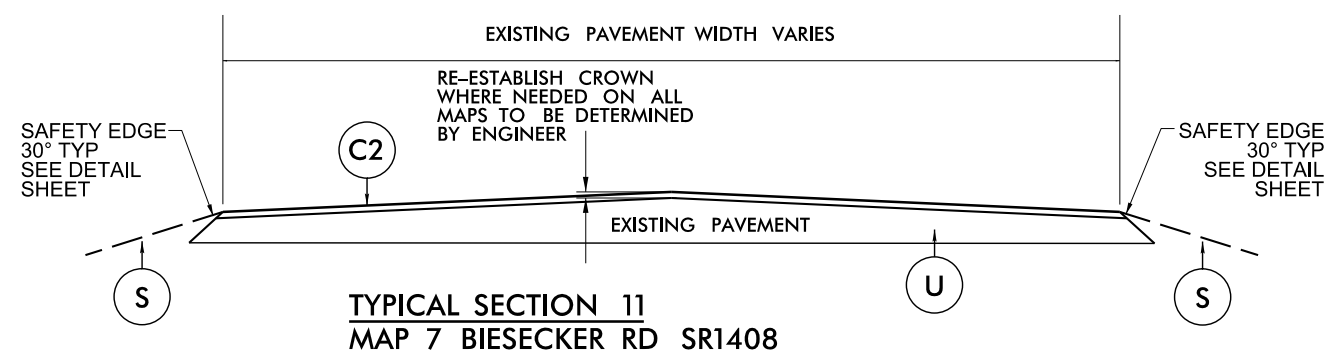 EXISTING PAVEMENT WIDTH VARIES
RE-ESTABLISH CROWN
WHERE NEEDED ON ALL
MAPS TO BE DETERMINED
BY ENGINEER
SAFETY EDGE
30° TYP
SEE DETAIL
SHEET
C2
SAFETY EDGE
30° TYP
SEE DETAIL
SHEET
EXISTING PAVEMENT
S
U
S
TYPICAL SECTION 11
MAP 7 BIESECKER RD SR1408